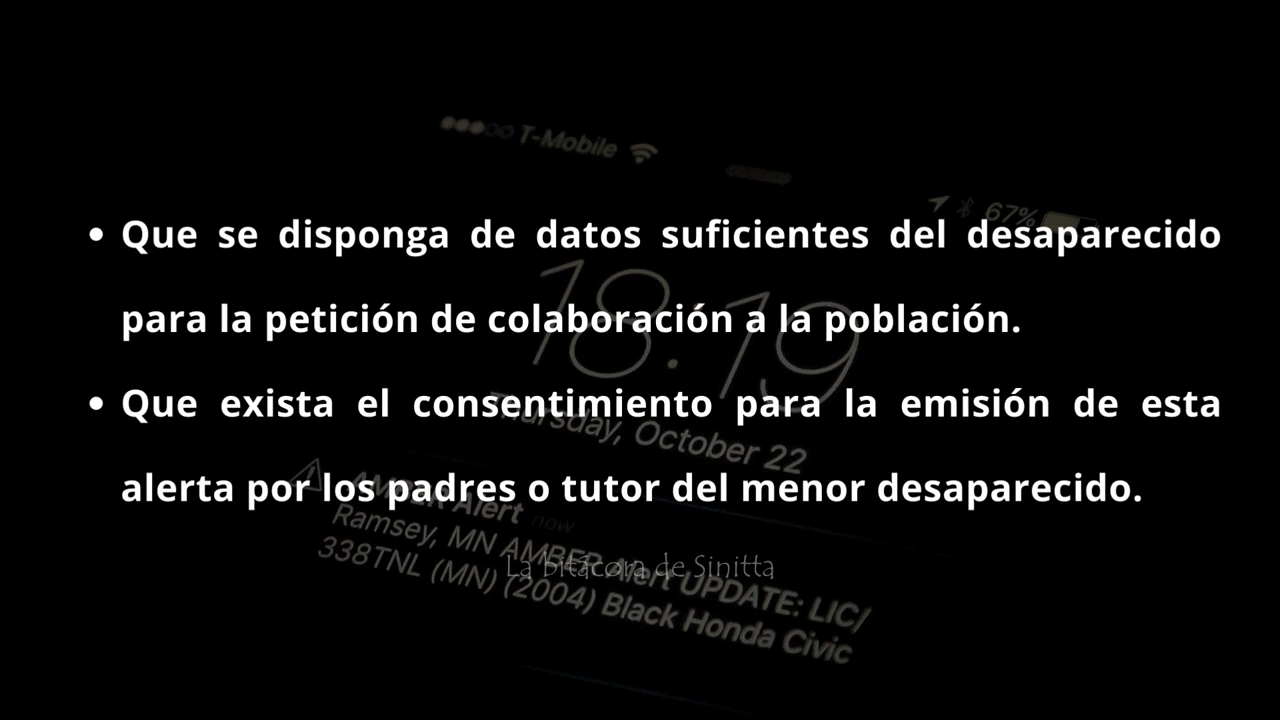 T-Mobile
67%
• Que se disponga de datos suficientes del desaparecido
para la petición de colaboración a la población.
18:19
• Que exista el consentimiento para la emisión de esta
Thursday, October 22
alerta por los padres o tutor del menor desaparecido.
AMBER Alert now
Ramsey, MN AMBER Alert UPDATE: LIC/
338TNL (MN) (2004) Black Honda Civic
La bitácora de Sinitta